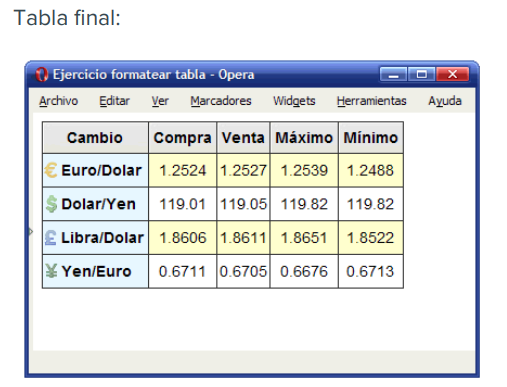 Tabla final:
Ejercicio formatear tabla - Opera
Archivo Editar Ver Marcadores Widgets Herramientas Ayuda
Cambio Compra Venta Máximo Mínimo
€ Euro/Dolar 1.2524 1.2527 1.2539 1.2488
$ Dolar/Yen 119.01 119.05 119.82 119.82
£ Libra/Dolar 1.8606 1.8611 1.8651 1.8522
¥ Yen/Euro 0.6711 0.6705 0.6676 0.6713